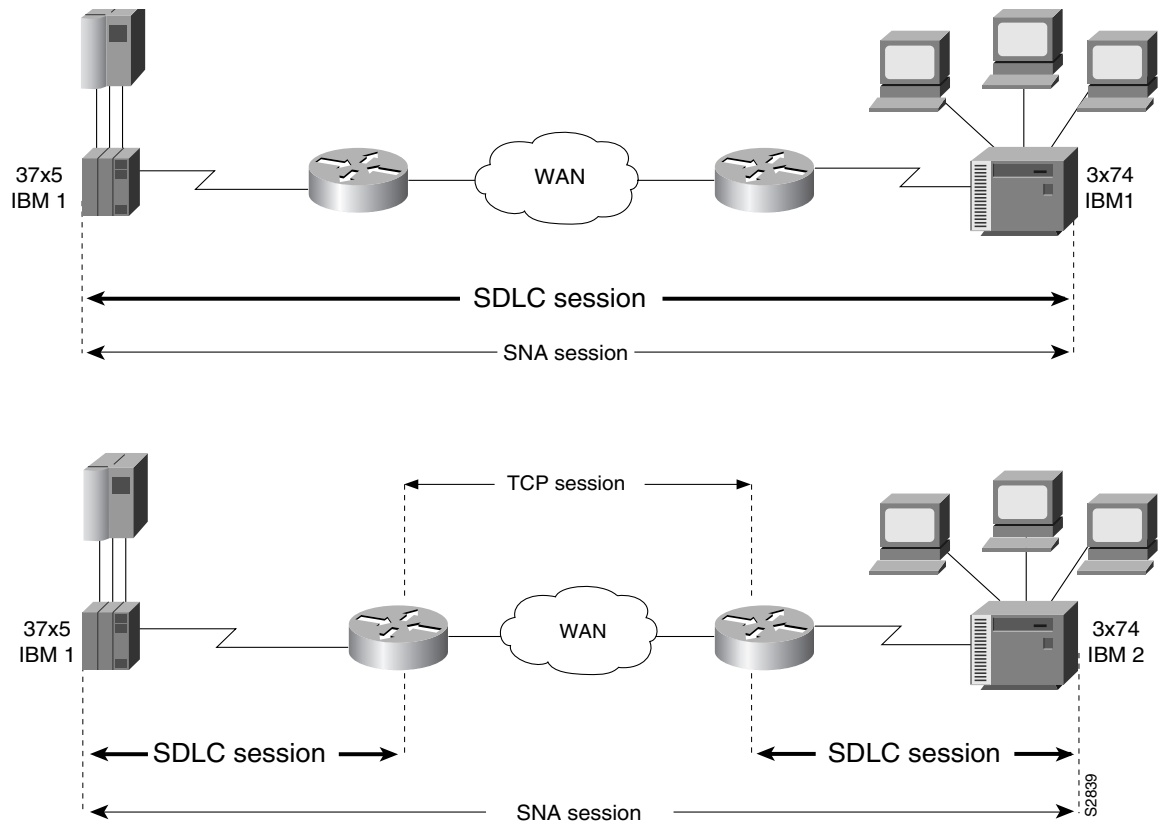 37x5
IBM 1
WAN
3x74
IBM1
SDLC session
SNA session
TCP session
37x5
IBM 1
WAN
3x74
IBM 2
SDLC session
SDLC session
SNA session
S2839